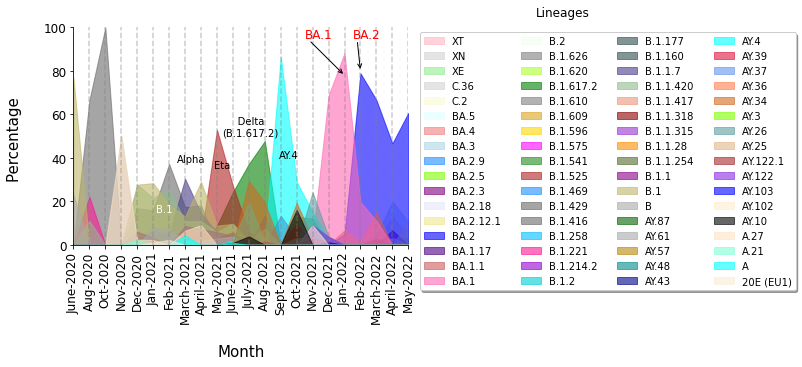 Lineages
BA.1
BA.2
100
80
60
40
20
0
Percentage
Delta
(B.1.617.2)
Alpha
Eta
AY.4
B.1
June-2020
Aug-2020
Oct-2020
Nov-2020
Dec-2020
Jan-2021
Feb-2021
March-2021
April-2021
May-2021
June-2021
July-2021
Aug-2021
Sept-2021
Oct-2021
Nov-2021
Dec-2021
Jan-2022
Feb-2022
March-2022
April-2022
May-2022
Month
XT
XN
XE
C.36
C.2
BA.5
BA.4
BA.3
BA.2.9
BA.2.5
BA.2.3
BA.2.18
BA.2.12.1
BA.2
BA.1.17
BA.1.1
BA.1
B.2
B.1.626
B.1.620
B.1.617.2
B.1.610
B.1.609
B.1.596
B.1.575
B.1.541
B.1.525
B.1.469
B.1.429
B.1.416
B.1.258
B.1.221
B.1.214.2
B.1.2
B.1.177
B.1.160
B.1.1.7
B.1.1.420
B.1.1.417
B.1.1.318
B.1.1.315
B.1.1.28
B.1.1.254
B.1.1
B.1
B
AY.87
AY.61
AY.57
AY.48
AY.43
AY.4
AY.39
AY.37
AY.36
AY.34
AY.3
AY.26
AY.25
AY.122.1
AY.122
AY.103
AY.102
AY.10
A.27
A.21
A
20E (EU1)